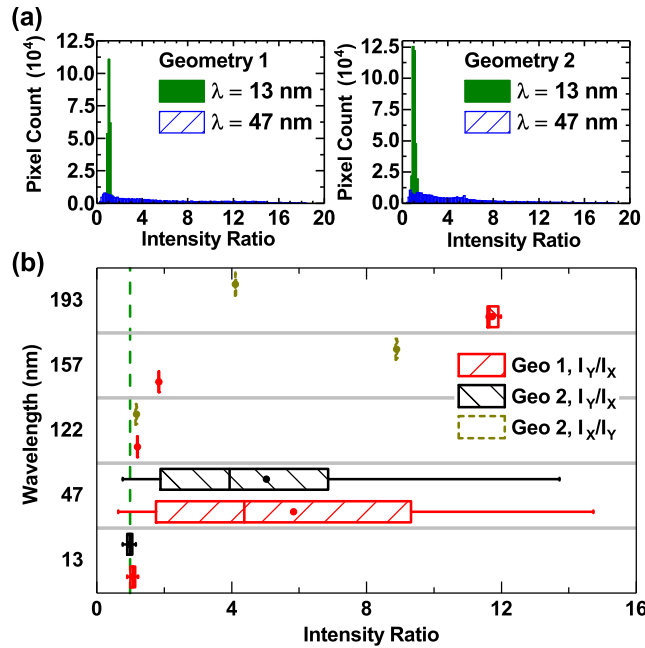 (a)
12.5
10.0
7.5
5.0
2.5
0.0
Pixel Count (10⁴)
Geometry 1
λ = 13 nm
λ = 47 nm
0 4 8 12 16 20
Intensity Ratio
12.5
10.0
7.5
5.0
2.5
0.0
Pixel Count (10⁴)
Geometry 2
λ = 13 nm
λ = 47 nm
0 4 8 12 16 20
Intensity Ratio
(b)
Wavelength (nm)
193
157
122
47
13
Geo 1, I_Y/I_X
Geo 2, I_Y/I_X
Geo 2, I_X/I_Y
0 4 8 12 16
Intensity Ratio